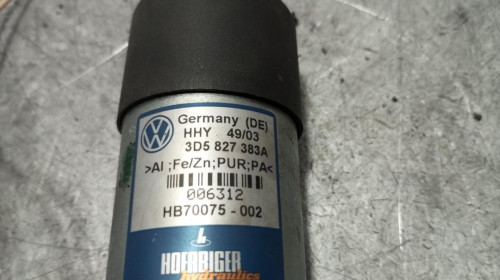 Germany (DE)
HHY 49/03
3D5 827 383A
>Al ;Fe/Zn;PUR;PA<
006312
HB70075-002
HOERBIGER
hydraulics